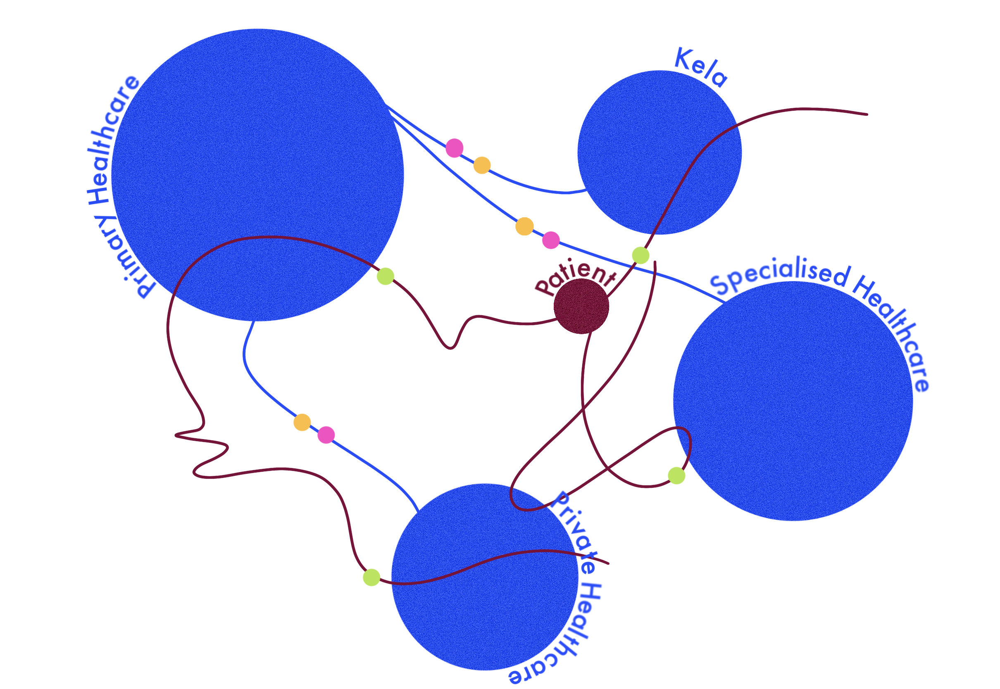 Kela
Primary Healthcare
Patient
Specialised Healthcare
Private Healthcare